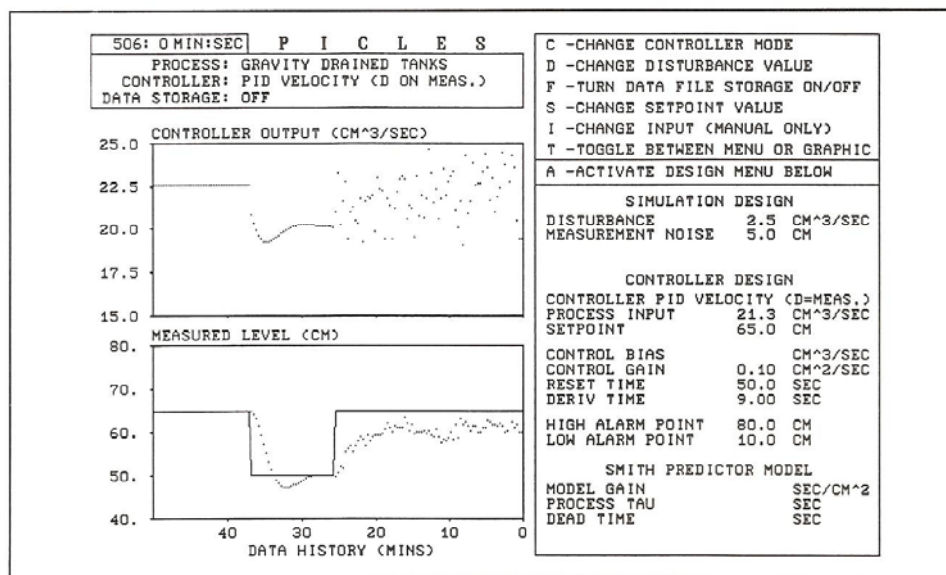 506: 0 MIN:SEC P I C L E S
PROCESS: GRAVITY DRAINED TANKS
CONTROLLER: PID VELOCITY (D ON MEAS.)
DATA STORAGE: OFF
CONTROLLER OUTPUT (CM^3/SEC)
25.0
22.5
20.0
17.5
15.0
MEASURED LEVEL (CM)
80.
70.
60.
50.
40.
40 30 20 10 0
DATA HISTORY (MINS)
C -CHANGE CONTROLLER MODE
D -CHANGE DISTURBANCE VALUE
F -TURN DATA FILE STORAGE ON/OFF
S -CHANGE SETPOINT VALUE
I -CHANGE INPUT (MANUAL ONLY)
T -TOGGLE BETWEEN MENU OR GRAPHIC
A -ACTIVATE DESIGN MENU BELOW
SIMULATION DESIGN
DISTURBANCE 2.5 CM^3/SEC
MEASUREMENT NOISE 5.0 CM
CONTROLLER DESIGN
CONTROLLER PID VELOCITY (D=MEAS.)
PROCESS INPUT 21.3 CM^3/SEC
SETPOINT 65.0 CM
CONTROL BIAS CM^3/SEC
CONTROL GAIN 0.10 CM^2/SEC
RESET TIME 50.0 SEC
DERIV TIME 9.00 SEC
HIGH ALARM POINT 80.0 CM
LOW ALARM POINT 10.0 CM
SMITH PREDICTOR MODEL
MODEL GAIN SEC/CM^2
PROCESS TAU SEC
DEAD TIME SEC